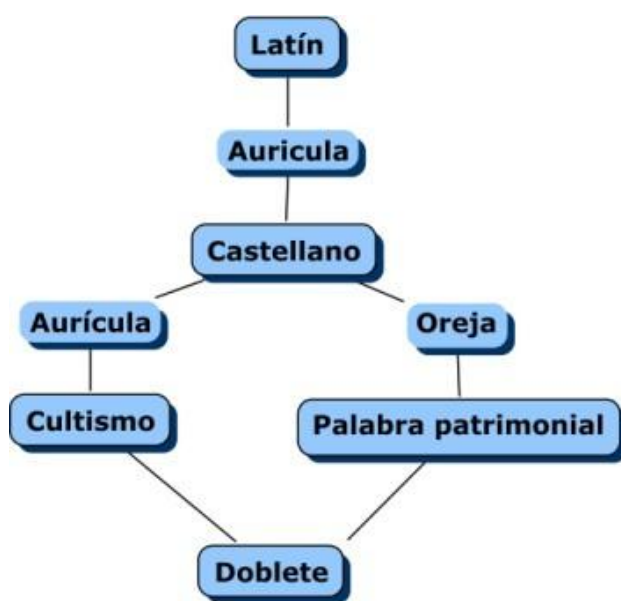 Latín
Auricula
Castellano
Aurícula
Oreja
Cultismo
Palabra patrimonial
Doblete